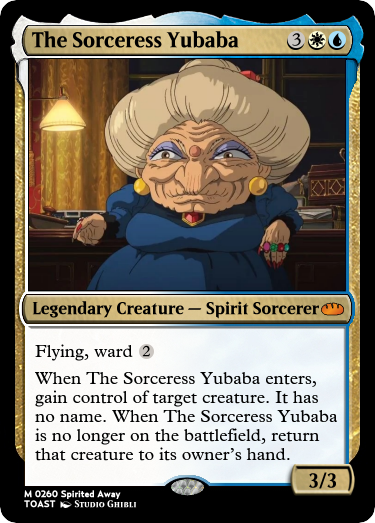 The Sorceress Yubaba 3
Legendary Creature — Spirit Sorcerer
Flying, ward 2
When The Sorceress Yubaba enters,
gain control of target creature. It has
no name. When The Sorceress Yubaba
is no longer on the battlefield, return
that creature to its owner's hand.
3/3
M 0260 Spirited Away
TOAST Studio Ghibli